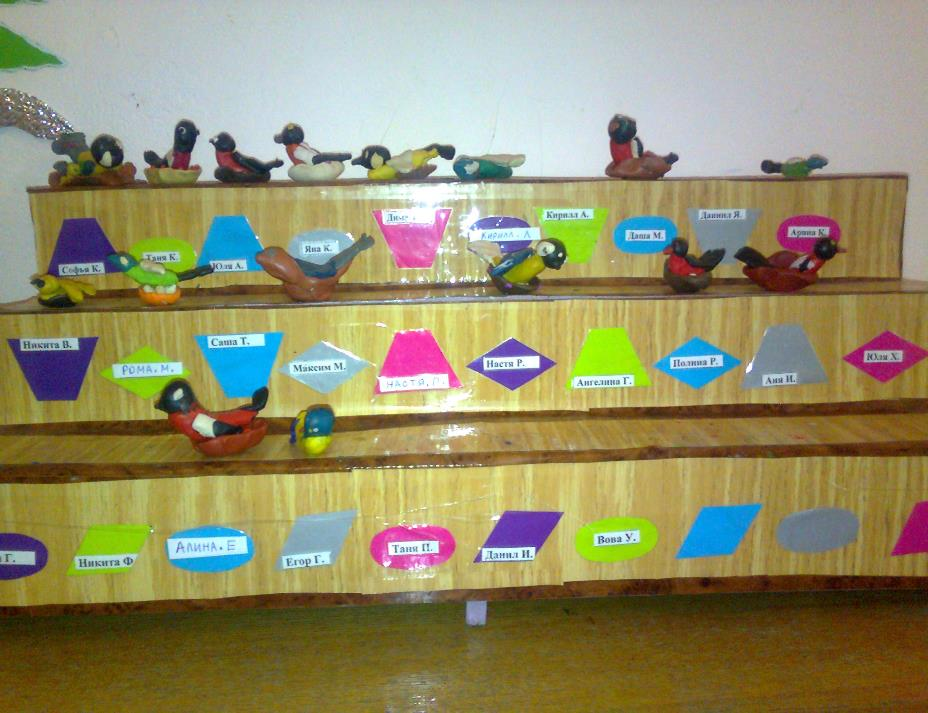 Софья К.
Таня К.
Юля А.
Яна К.
Дима
Кирилл. Л
Кирилл А.
Даша М.
Даниил Я.
Арина К.
Никита В.
РОМА. М.
Саша Т.
Максим М.
НАСТЯ. П.
Настя Р.
Ангелина Г.
Полина Р.
Аня И.
Юля Х.
Г.
Никита Ф
АЛИНА. Е
Егор Г.
Таня П.
Данил И.
Вова У.